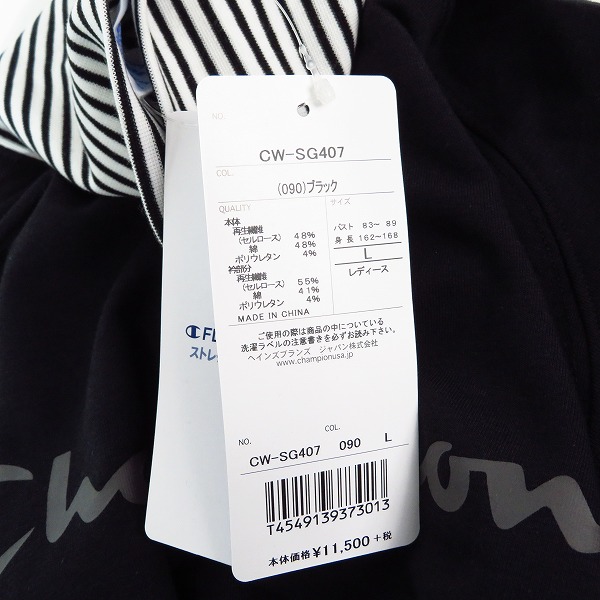 NO.
CW-SG407
COL.
(090)ブラック
QUALITY
本体
再生繊維
(セルロース) 48%
綿 48%
ポリウレタン 4%
衿部分
再生繊維
(セルロース) 55%
綿 41%
ポリウレタン 4%
MADE IN CHINA
サイズ
バスト 83～ 89
身 長 162～168
L
レディース
ご使用の際は商品の中についている
洗濯ラベルの注意書きを必ずお読み下さい。
ヘインズブランズ ジャパン株式会社
www.championusa.jp
NO. COL.
CW-SG407 090 L
T4549139373013
本体価格¥11,500+税
FL
ストレ
Ch
on